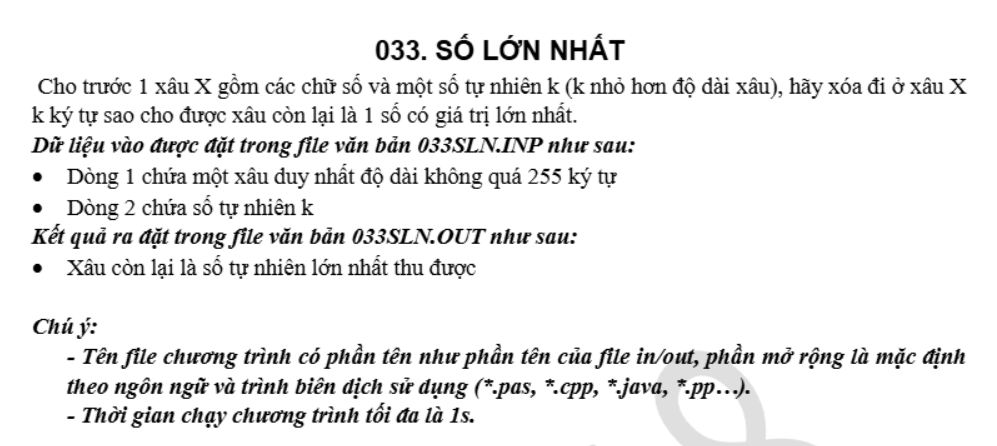 033. SỐ LỚN NHẤT
Cho trước 1 xâu X gồm các chữ số và một số tự nhiên k (k nhỏ hơn độ dài xâu), hãy xóa đi ở xâu X
k ký tự sao cho được xâu còn lại là 1 số có giá trị lớn nhất.
Dữ liệu vào được đặt trong file văn bản 033SLN.INP như sau:
• Dòng 1 chứa một xâu duy nhất độ dài không quá 255 ký tự
• Dòng 2 chứa số tự nhiên k
Kết quả ra đặt trong file văn bản 033SLN.OUT như sau:
• Xâu còn lại là số tự nhiên lớn nhất thu được
Chú ý:
- Tên file chương trình có phần tên như phần tên của file in/out, phần mở rộng là mặc định
theo ngôn ngữ và trình biên dịch sử dụng (*.pas, *.cpp, *.java, *.pp…).
- Thời gian chạy chương trình tối đa là 1s.